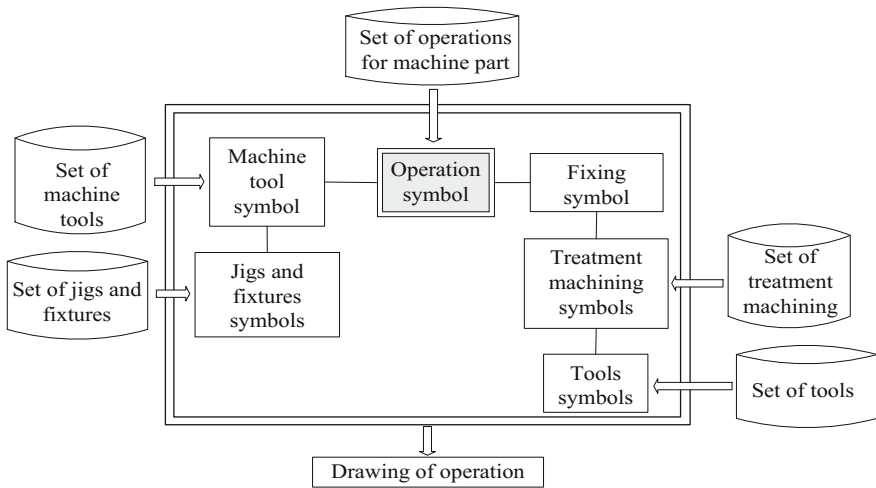 Set of operations
for machine part
Set of
machine
tools
Machine
tool
symbol
Operation
symbol
Fixing
symbol
Set of jigs and
fixtures
Jigs and
fixtures
symbols
Treatment
machining
symbols
Set of
treatment
machining
Tools
symbols
Set of tools
Drawing of operation